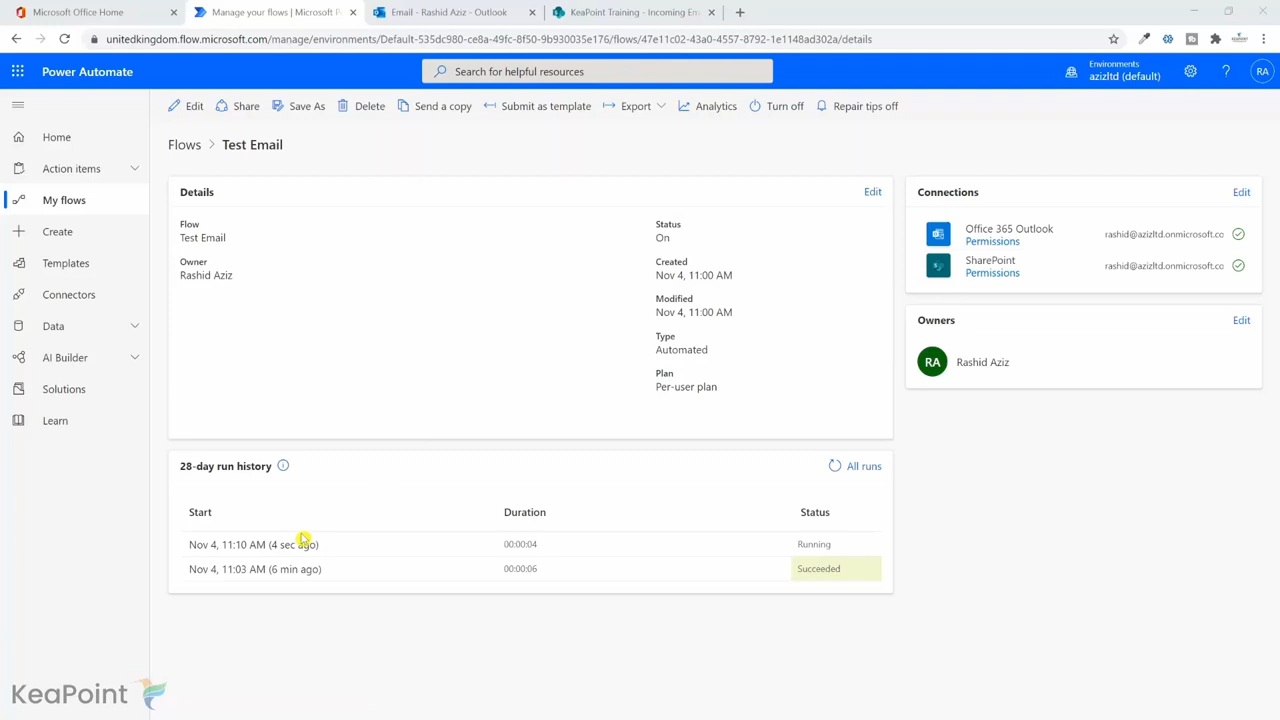 Microsoft Office Home
Manage your flows | Microsoft P
Email - Rashid Aziz - Outlook
KeaPoint Training - Incoming Em
unitedkingdom.flow.microsoft.com/manage/environments/Default-535dc980-ce8a-49fc-8f50-9b930035e176/flows/47e11c02-43a0-4557-8792-1e1148ad302a/details
Power Automate
Search for helpful resources
Environments
azizltd (default)
RA
Edit
Share
Save As
Delete
Send a copy
Submit as template
Export
Analytics
Turn off
Repair tips off
Home
Action items
My flows
Create
Templates
Connectors
Data
AI Builder
Solutions
Learn
Flows > Test Email
Details
Edit
Flow
Test Email
Owner
Rashid Aziz
Status
On
Created
Nov 4, 11:00 AM
Modified
Nov 4, 11:00 AM
Type
Automated
Plan
Per-user plan
Connections
Edit
Office 365 Outlook
Permissions
rashid@azizltd.onmicrosoft.co
SharePoint
Permissions
rashid@azizltd.onmicrosoft.co
Owners
Edit
RA
Rashid Aziz
28-day run history
All runs
Start Duration Status
Nov 4, 11:10 AM (4 sec ago) 00:00:04 Running
Nov 4, 11:03 AM (6 min ago) 00:00:06 Succeeded
KeaPoint